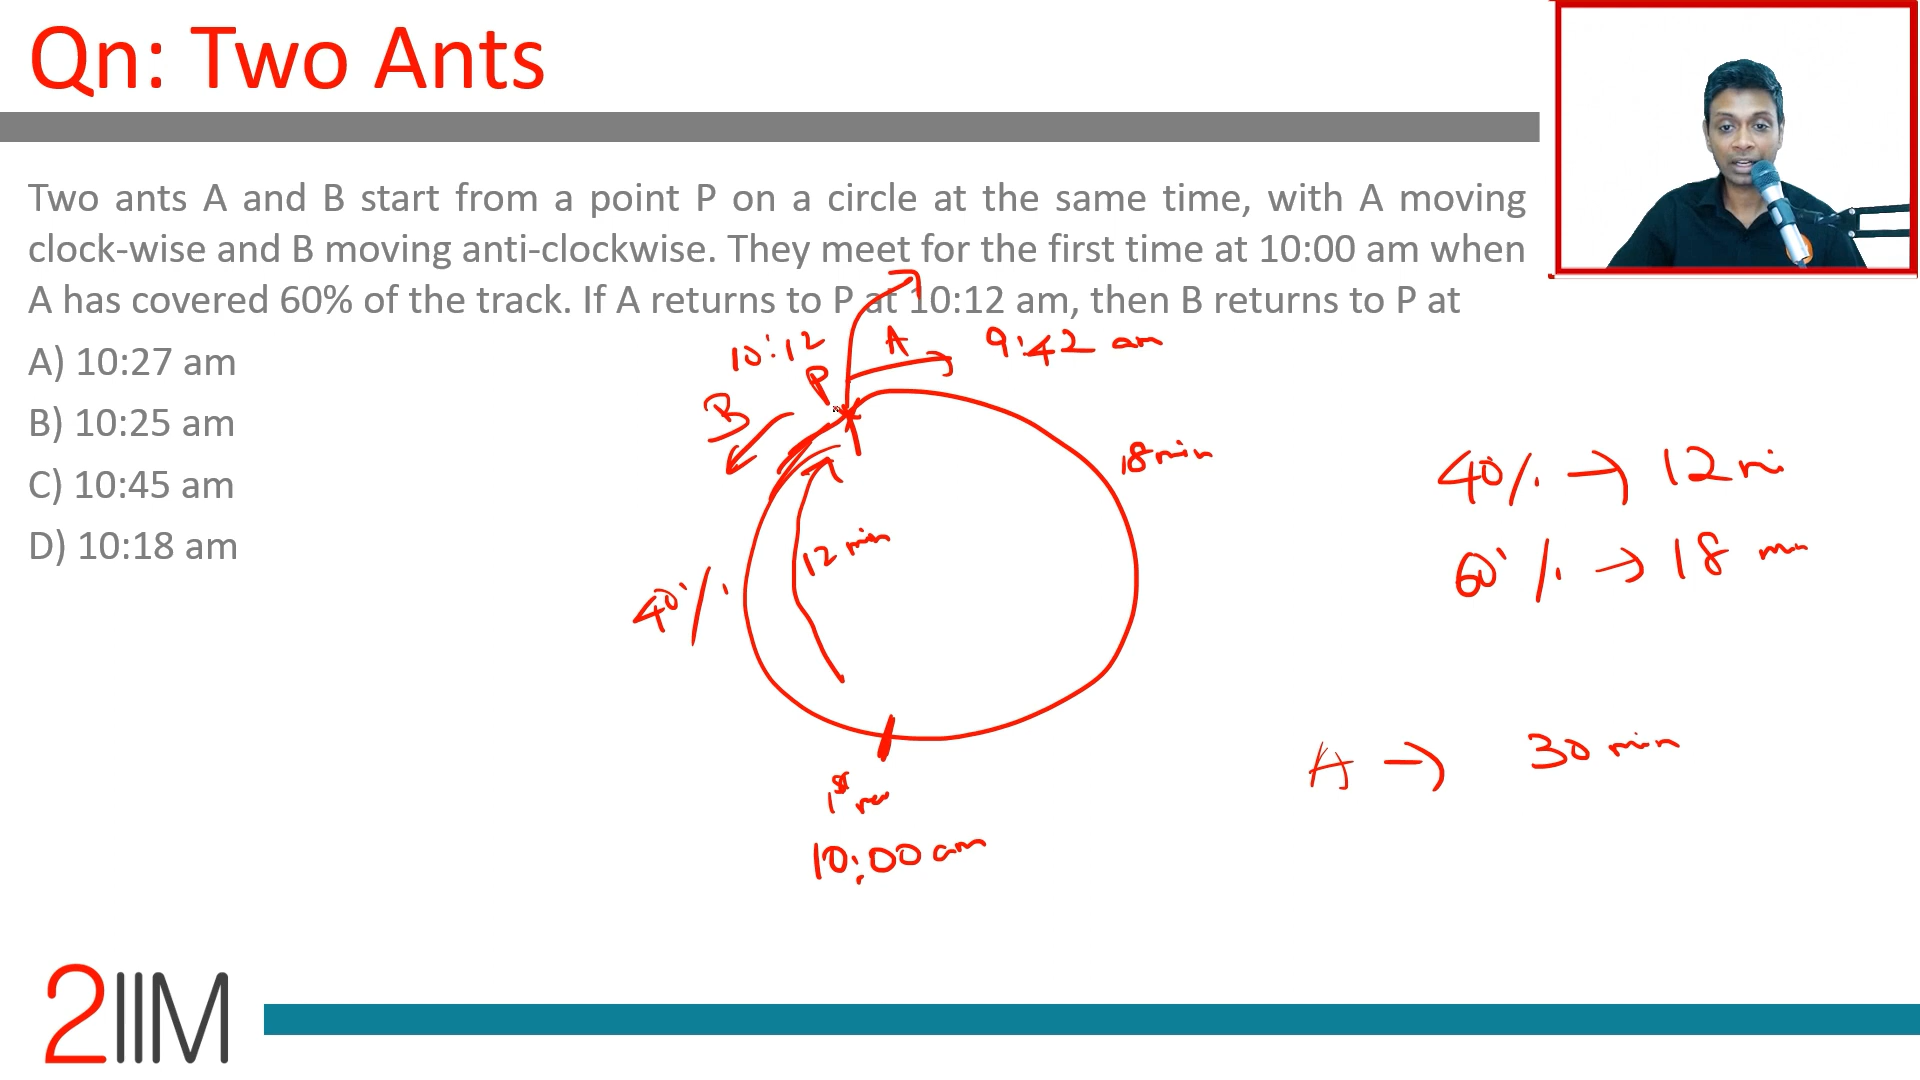 Qn: Two Ants
Two ants A and B start from a point P on a circle at the same time, with A moving
clock-wise and B moving anti-clockwise. They meet for the first time at 10:00 am when
A has covered 60% of the track. If A returns to P at 10:12 am, then B returns to P at
A) 10:27 am
B) 10:25 am
C) 10:45 am
D) 10:18 am
10:12
A
9:42 am
P
B
18 min
40% → 12
12 min
60% → 18
40%
A → 30 min
1st
10:00 am
2IIM